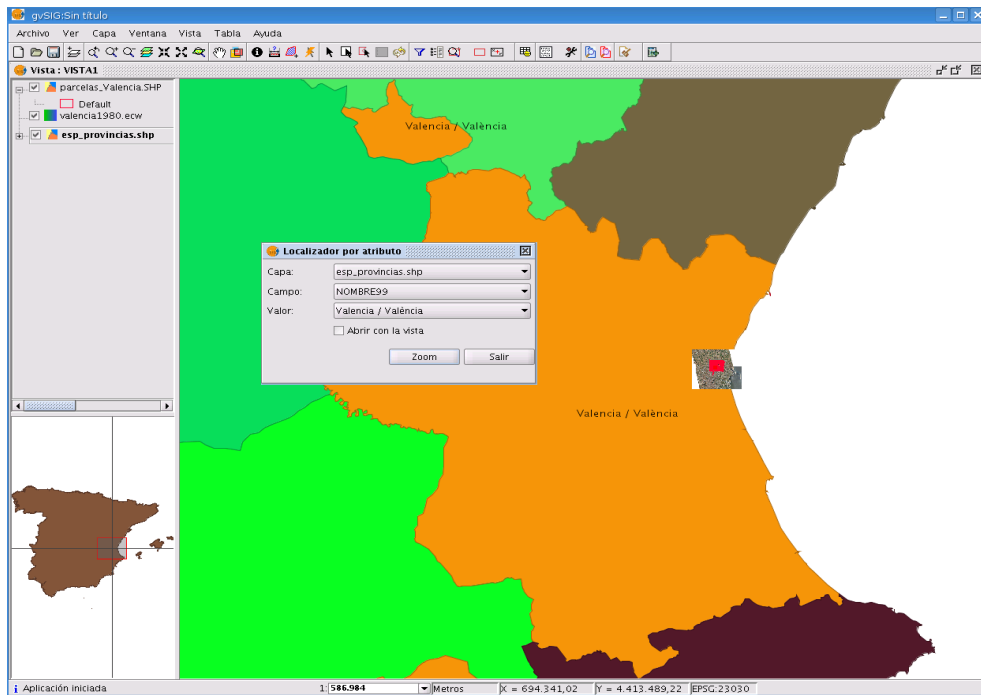 gvSIG:Sin título
Archivo Ver Capa Ventana Vista Tabla Ayuda
Vista : VISTA1
parcelas_Valencia.SHP
Default
valencia1980.ecw
esp_provincias.shp
Valencia / València
Localizador por atributo
Capa: esp_provincias.shp
Campo: NOMBRE99
Valor: Valencia / València
Abrir con la vista
Zoom Salir
Valencia / València
Aplicación iniciada 1: 586.984 Metros X = 694.341,02 Y = 4.413.489,22 EPSG:23030